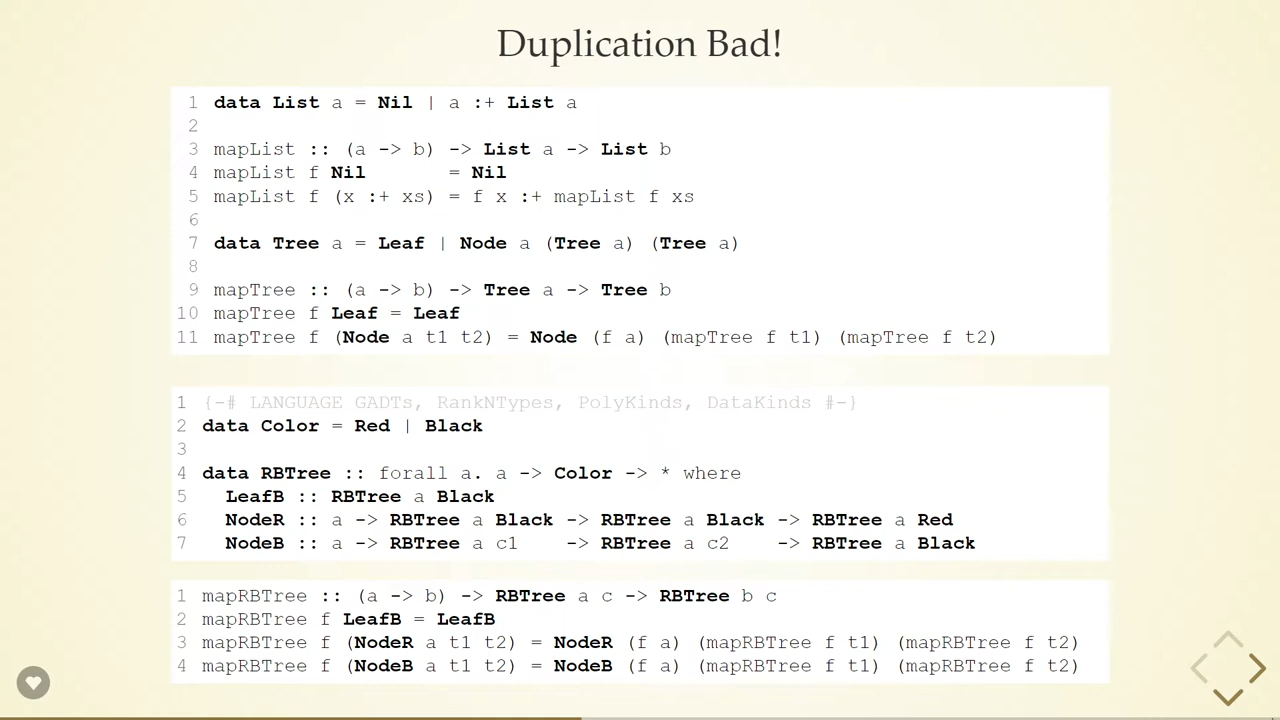 Duplication Bad!
1 data List a = Nil | a :+ List a
2
3 mapList :: (a -> b) -> List a -> List b
4 mapList f Nil       = Nil
5 mapList f (x :+ xs) = f x :+ mapList f xs
6
7 data Tree a = Leaf | Node a (Tree a) (Tree a)
8
9 mapTree :: (a -> b) -> Tree a -> Tree b
10 mapTree f Leaf = Leaf
11 mapTree f (Node a t1 t2) = Node (f a) (mapTree f t1) (mapTree f t2)
1 {-# LANGUAGE GADTs, RankNTypes, PolyKinds, DataKinds #-}
2 data Color = Red | Black
3
4 data RBTree :: forall a. a -> Color -> * where
5   LeafB :: RBTree a Black
6   NodeR :: a -> RBTree a Black -> RBTree a Black -> RBTree a Red
7   NodeB :: a -> RBTree a c1    -> RBTree a c2    -> RBTree a Black
1 mapRBTree :: (a -> b) -> RBTree a c -> RBTree b c
2 mapRBTree f LeafB = LeafB
3 mapRBTree f (NodeR a t1 t2) = NodeR (f a) (mapRBTree f t1) (mapRBTree f t2)
4 mapRBTree f (NodeB a t1 t2) = NodeB (f a) (mapRBTree f t1) (mapRBTree f t2)